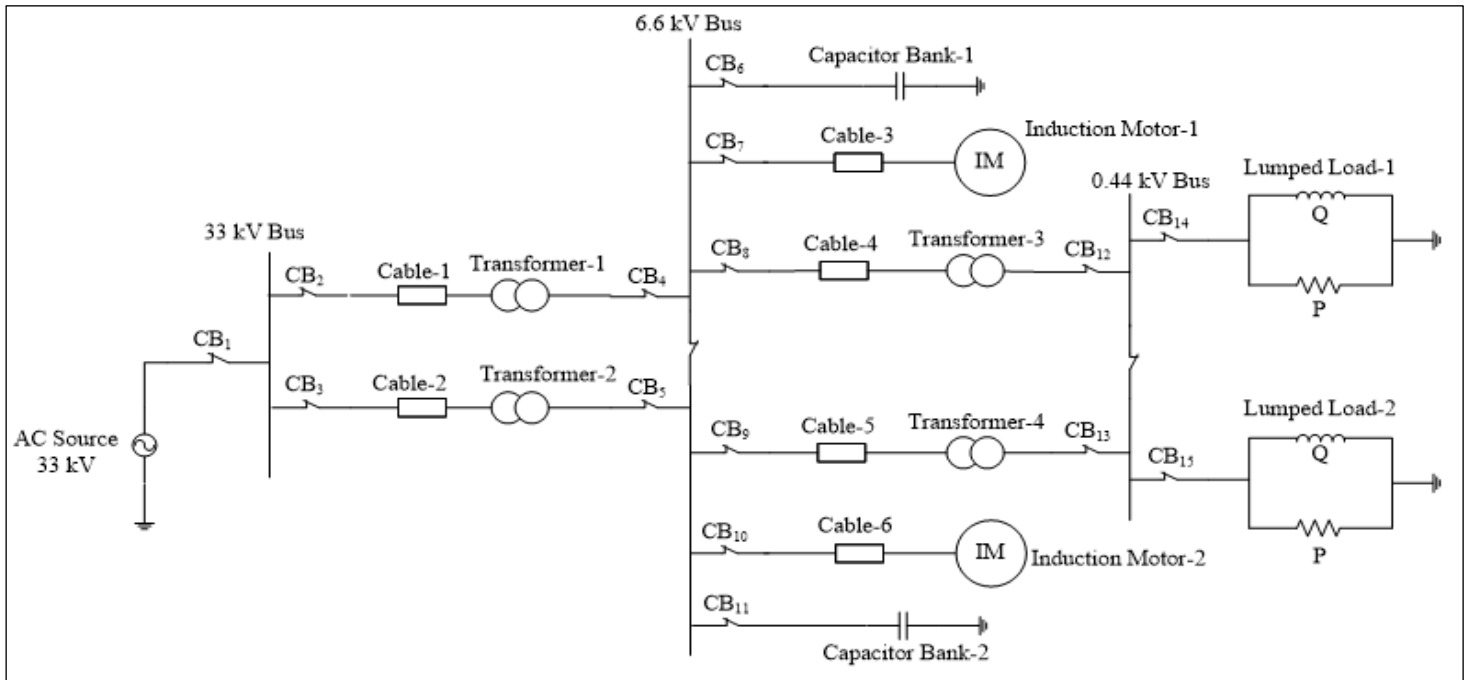 6.6 kV Bus
CB6
Capacitor Bank-1
CB7
Cable-3
IM
Induction Motor-1
0.44 kV Bus
Lumped Load-1
CB14
Q
P
33 kV Bus
CB8
Cable-4
Transformer-3
CB12
CB2
Cable-1
Transformer-1
CB4
CB1
CB3
Cable-2
Transformer-2
CB5
AC Source
33 kV
CB9
Cable-5
Transformer-4
CB13
Lumped Load-2
CB15
Q
P
CB10
Cable-6
IM
Induction Motor-2
CB11
Capacitor Bank-2